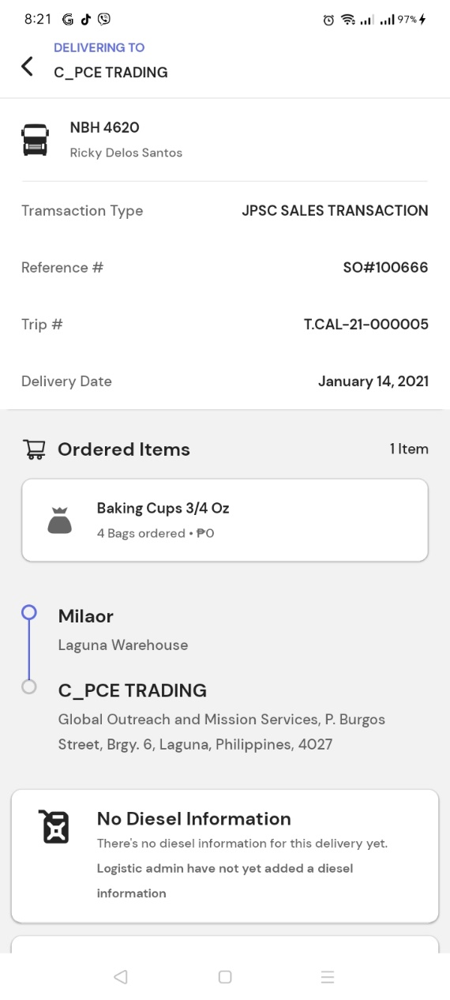 8:21
97%
DELIVERING TO
C_PCE TRADING
NBH 4620
Ricky Delos Santos
Tramsaction Type
JPSC SALES TRANSACTION
Reference #
SO#100666
Trip #
T.CAL-21-000005
Delivery Date
January 14, 2021
Ordered Items
1 Item
Baking Cups 3/4 Oz
4 Bags ordered • ₱0
Milaor
Laguna Warehouse
C_PCE TRADING
Global Outreach and Mission Services, P. Burgos
Street, Brgy. 6, Laguna, Philippines, 4027
No Diesel Information
There's no diesel information for this delivery yet.
Logistic admin have not yet added a diesel
information